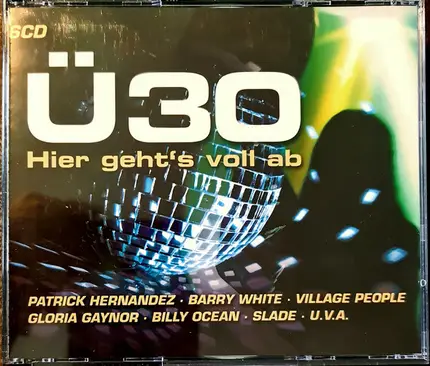 6CD
Ü30
Hier geht's voll ab
PATRICK HERNANDEZ · BARRY WHITE · VILLAGE PEOPLE
GLORIA GAYNOR · BILLY OCEAN · SLADE · U.V.A.